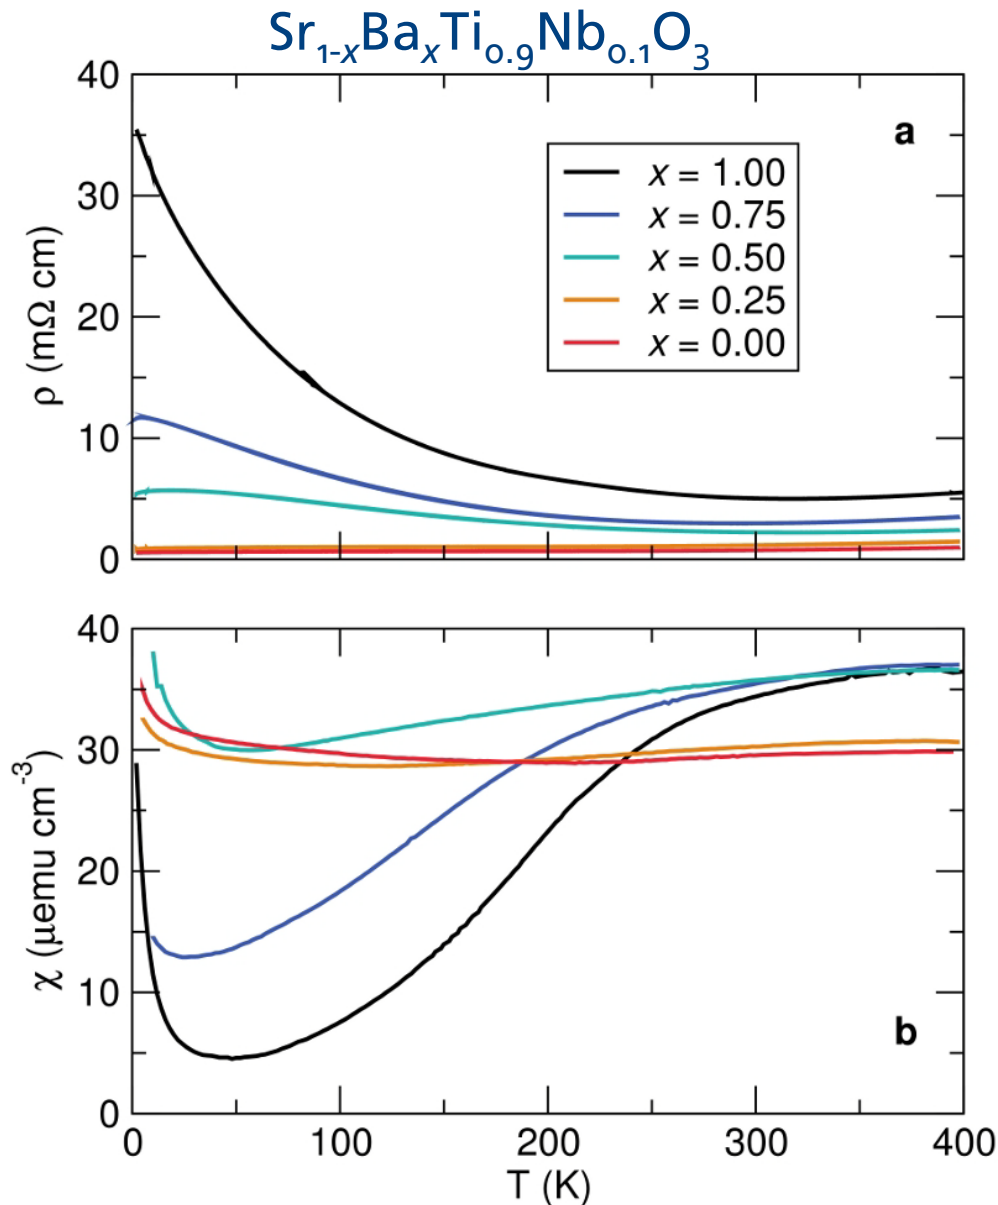 Sr₁₋ₓBaₓTi₀.₉Nb₀.₁O₃
40
30
20
10
0
ρ (mΩ cm)
a
x = 1.00
x = 0.75
x = 0.50
x = 0.25
x = 0.00
40
30
20
10
0
χ (μemu cm⁻³)
b
0 100 200 300 400
T (K)